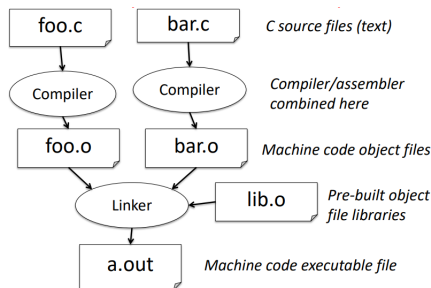 foo.c
bar.c
C source files (text)
Compiler
Compiler
Compiler/assembler
combined here
foo.o
bar.o
Machine code object files
Linker
lib.o
Pre-built object
file libraries
a.out
Machine code executable file